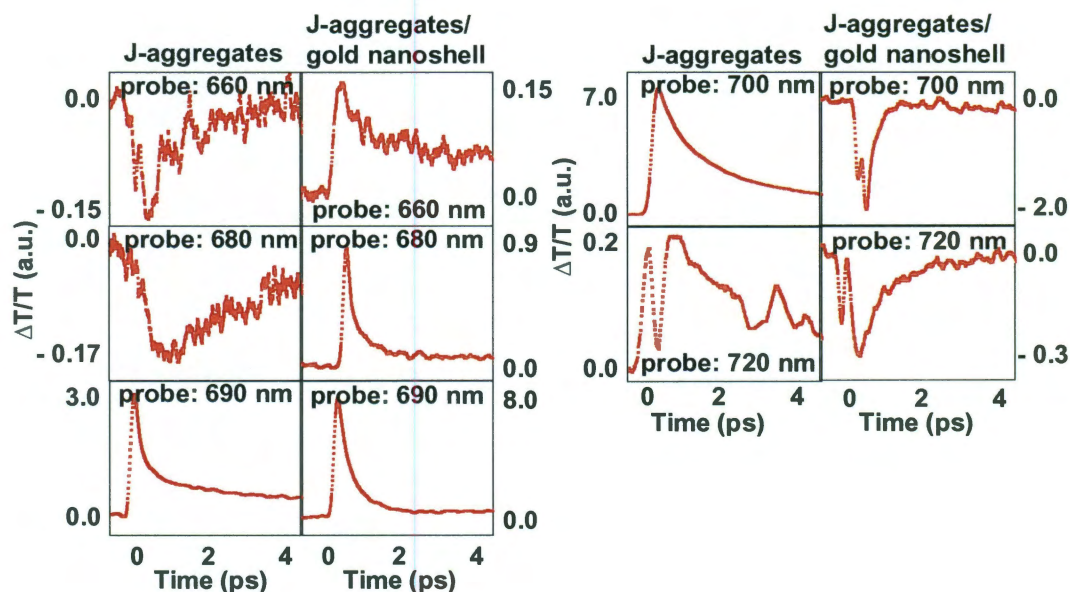 J-aggregates
J-aggregates/
gold nanoshell
J-aggregates
J-aggregates/
gold nanoshell
probe: 660 nm
0.0
- 0.15
probe: 660 nm
0.15
0.0
probe: 680 nm
0.0
- 0.17
probe: 680 nm
0.9
0.0
probe: 690 nm
3.0
0.0
probe: 690 nm
8.0
0.0
ΔT/T (a.u.)
0 2 4
Time (ps)
0 2 4
Time (ps)
probe: 700 nm
7.0
0.0
probe: 700 nm
0.0
- 2.0
0.2
0.0
probe: 720 nm
probe: 720 nm
0.0
- 0.3
ΔT/T (a.u.)
0 2 4
Time (ps)
0 2 4
Time (ps)